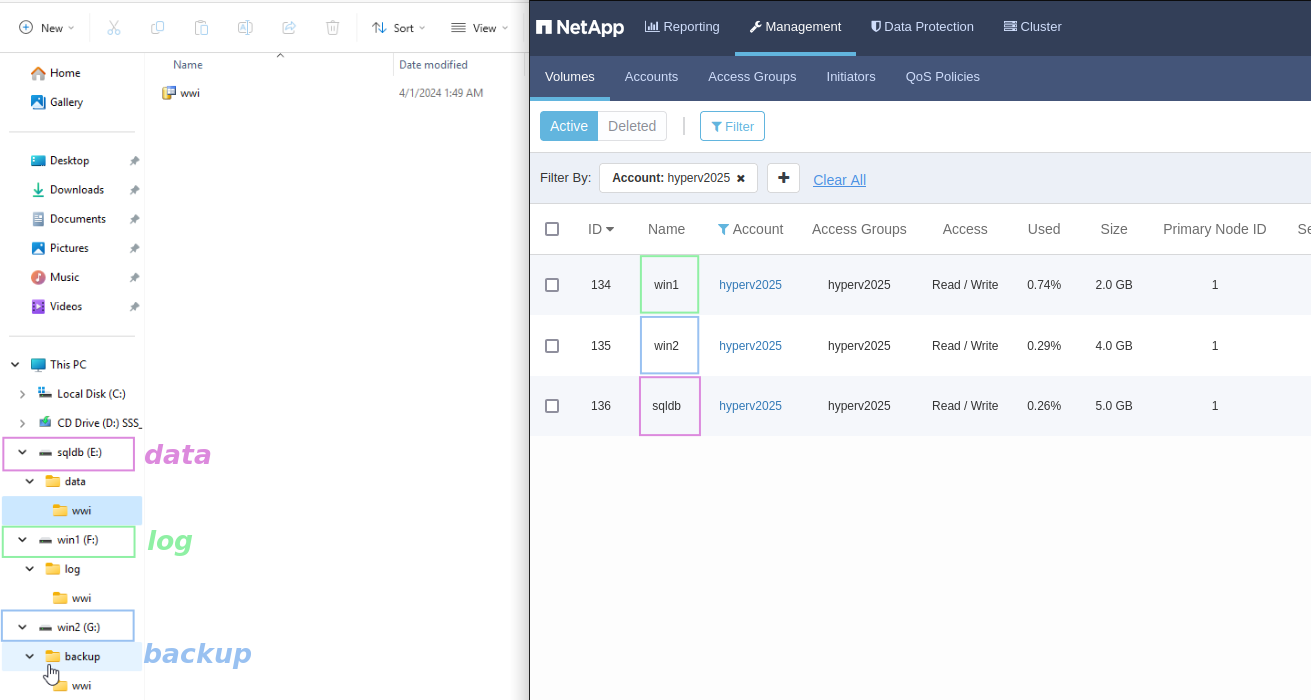 New
Sort
View
Name
Date modified
wwi
4/1/2024 1:49 AM
Home
Gallery
Desktop
Downloads
Documents
Pictures
Music
Videos
This PC
Local Disk (C:)
CD Drive (D:) SSS_
sqldb (E:)
data
data
wwi
win1 (F:)
log
log
wwi
win2 (G:)
backup
backup
wwi
NetApp
Reporting
Management
Data Protection
Cluster
Volumes
Accounts
Access Groups
Initiators
QoS Policies
Active
Deleted
Filter
Filter By:
Account: hyperv2025
Clear All
ID Name Account Access Groups Access Used Size Primary Node ID Se
134 win1 hyperv2025 hyperv2025 Read / Write 0.74% 2.0 GB 1
135 win2 hyperv2025 hyperv2025 Read / Write 0.29% 4.0 GB 1
136 sqldb hyperv2025 hyperv2025 Read / Write 0.26% 5.0 GB 1